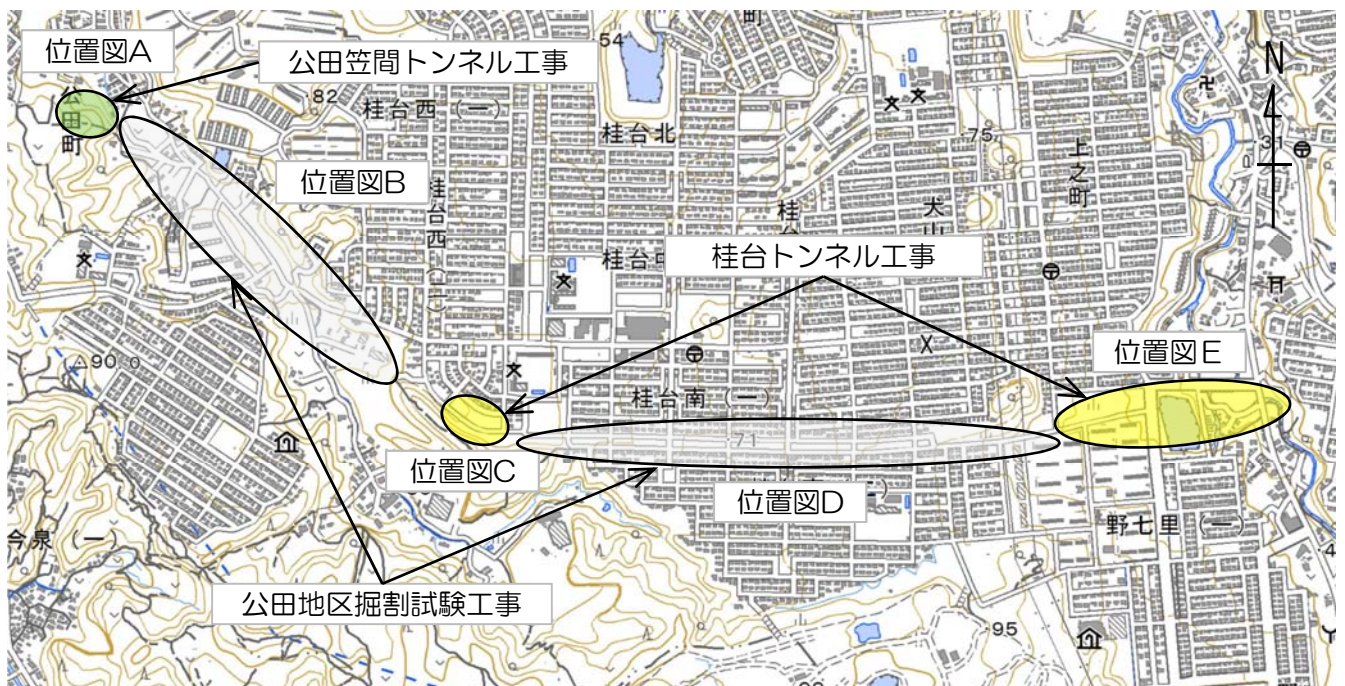 位置図A
公田笠間トンネル工事
54
町
N
公田町
82
桂台西(一)
桂台北
75
上之町
31
位置図B
桂台西(二)
犬山
桂台中
桂台トンネル工事
位置図E
90.0
桂台南(一)
71
位置図C
位置図D
野七里(一)
今泉(一)
公田地区掘割試験工事
95